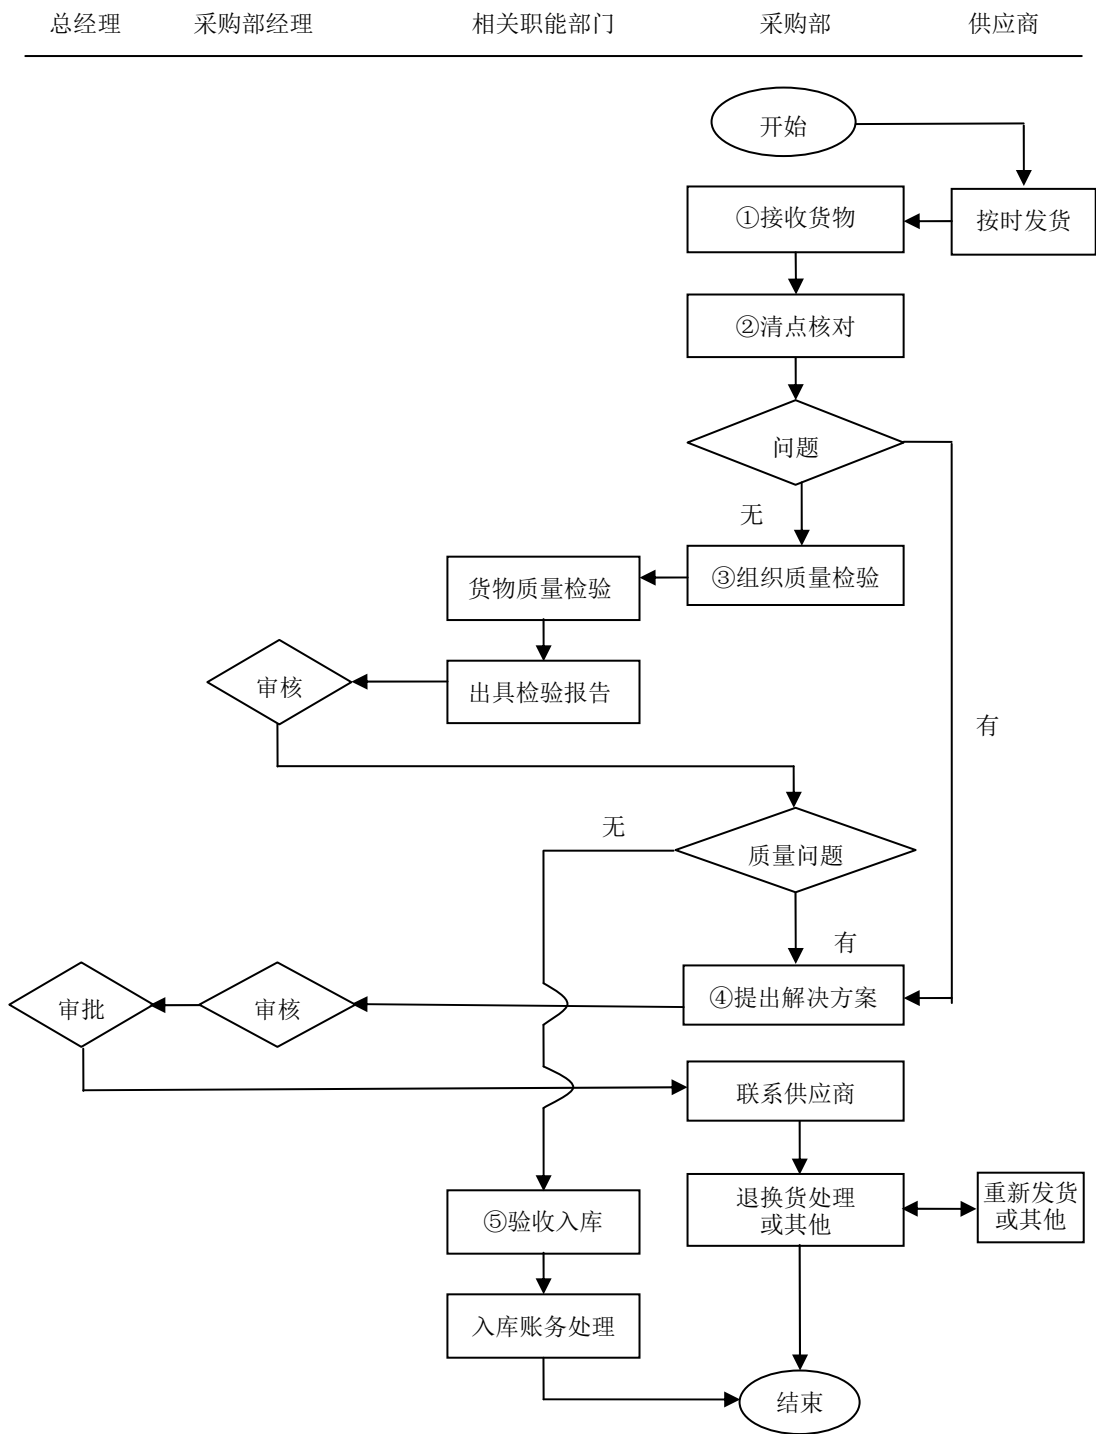 总经理
采购部经理
相关职能部门
采购部
供应商
开始
①接收货物
按时发货
②清点核对
问题
无
③组织质量检验
货物质量检验
审核
出具检验报告
有
无
质量问题
有
审批
审核
④提出解决方案
联系供应商
退换货处理
或其他
重新发货
或其他
⑤验收入库
入库账务处理
结束